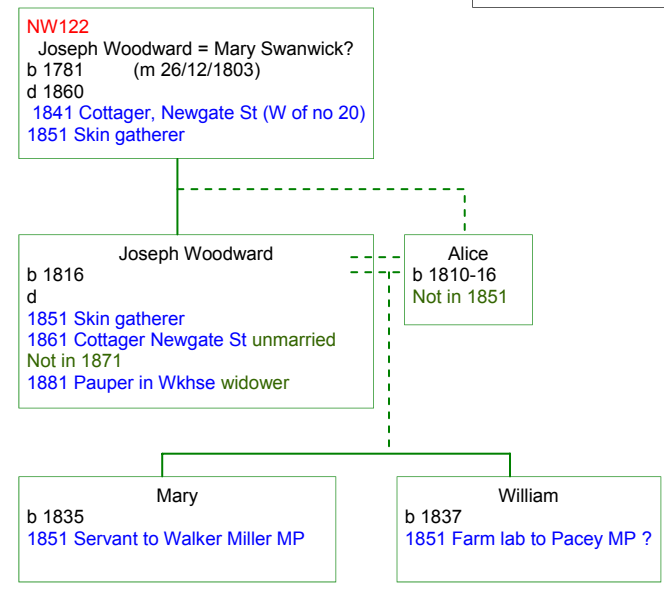 NW122
Joseph Woodward = Mary Swanwick?
b 1781 (m 26/12/1803)
d 1860
1841 Cottager, Newgate St (W of no 20)
1851 Skin gatherer
Joseph Woodward
b 1816
d
1851 Skin gatherer
1861 Cottager Newgate St unmarried
Not in 1871
1881 Pauper in Wkhse widower
Alice
b 1810-16
Not in 1851
Mary
b 1835
1851 Servant to Walker Miller MP
William
b 1837
1851 Farm lab to Pacey MP ?